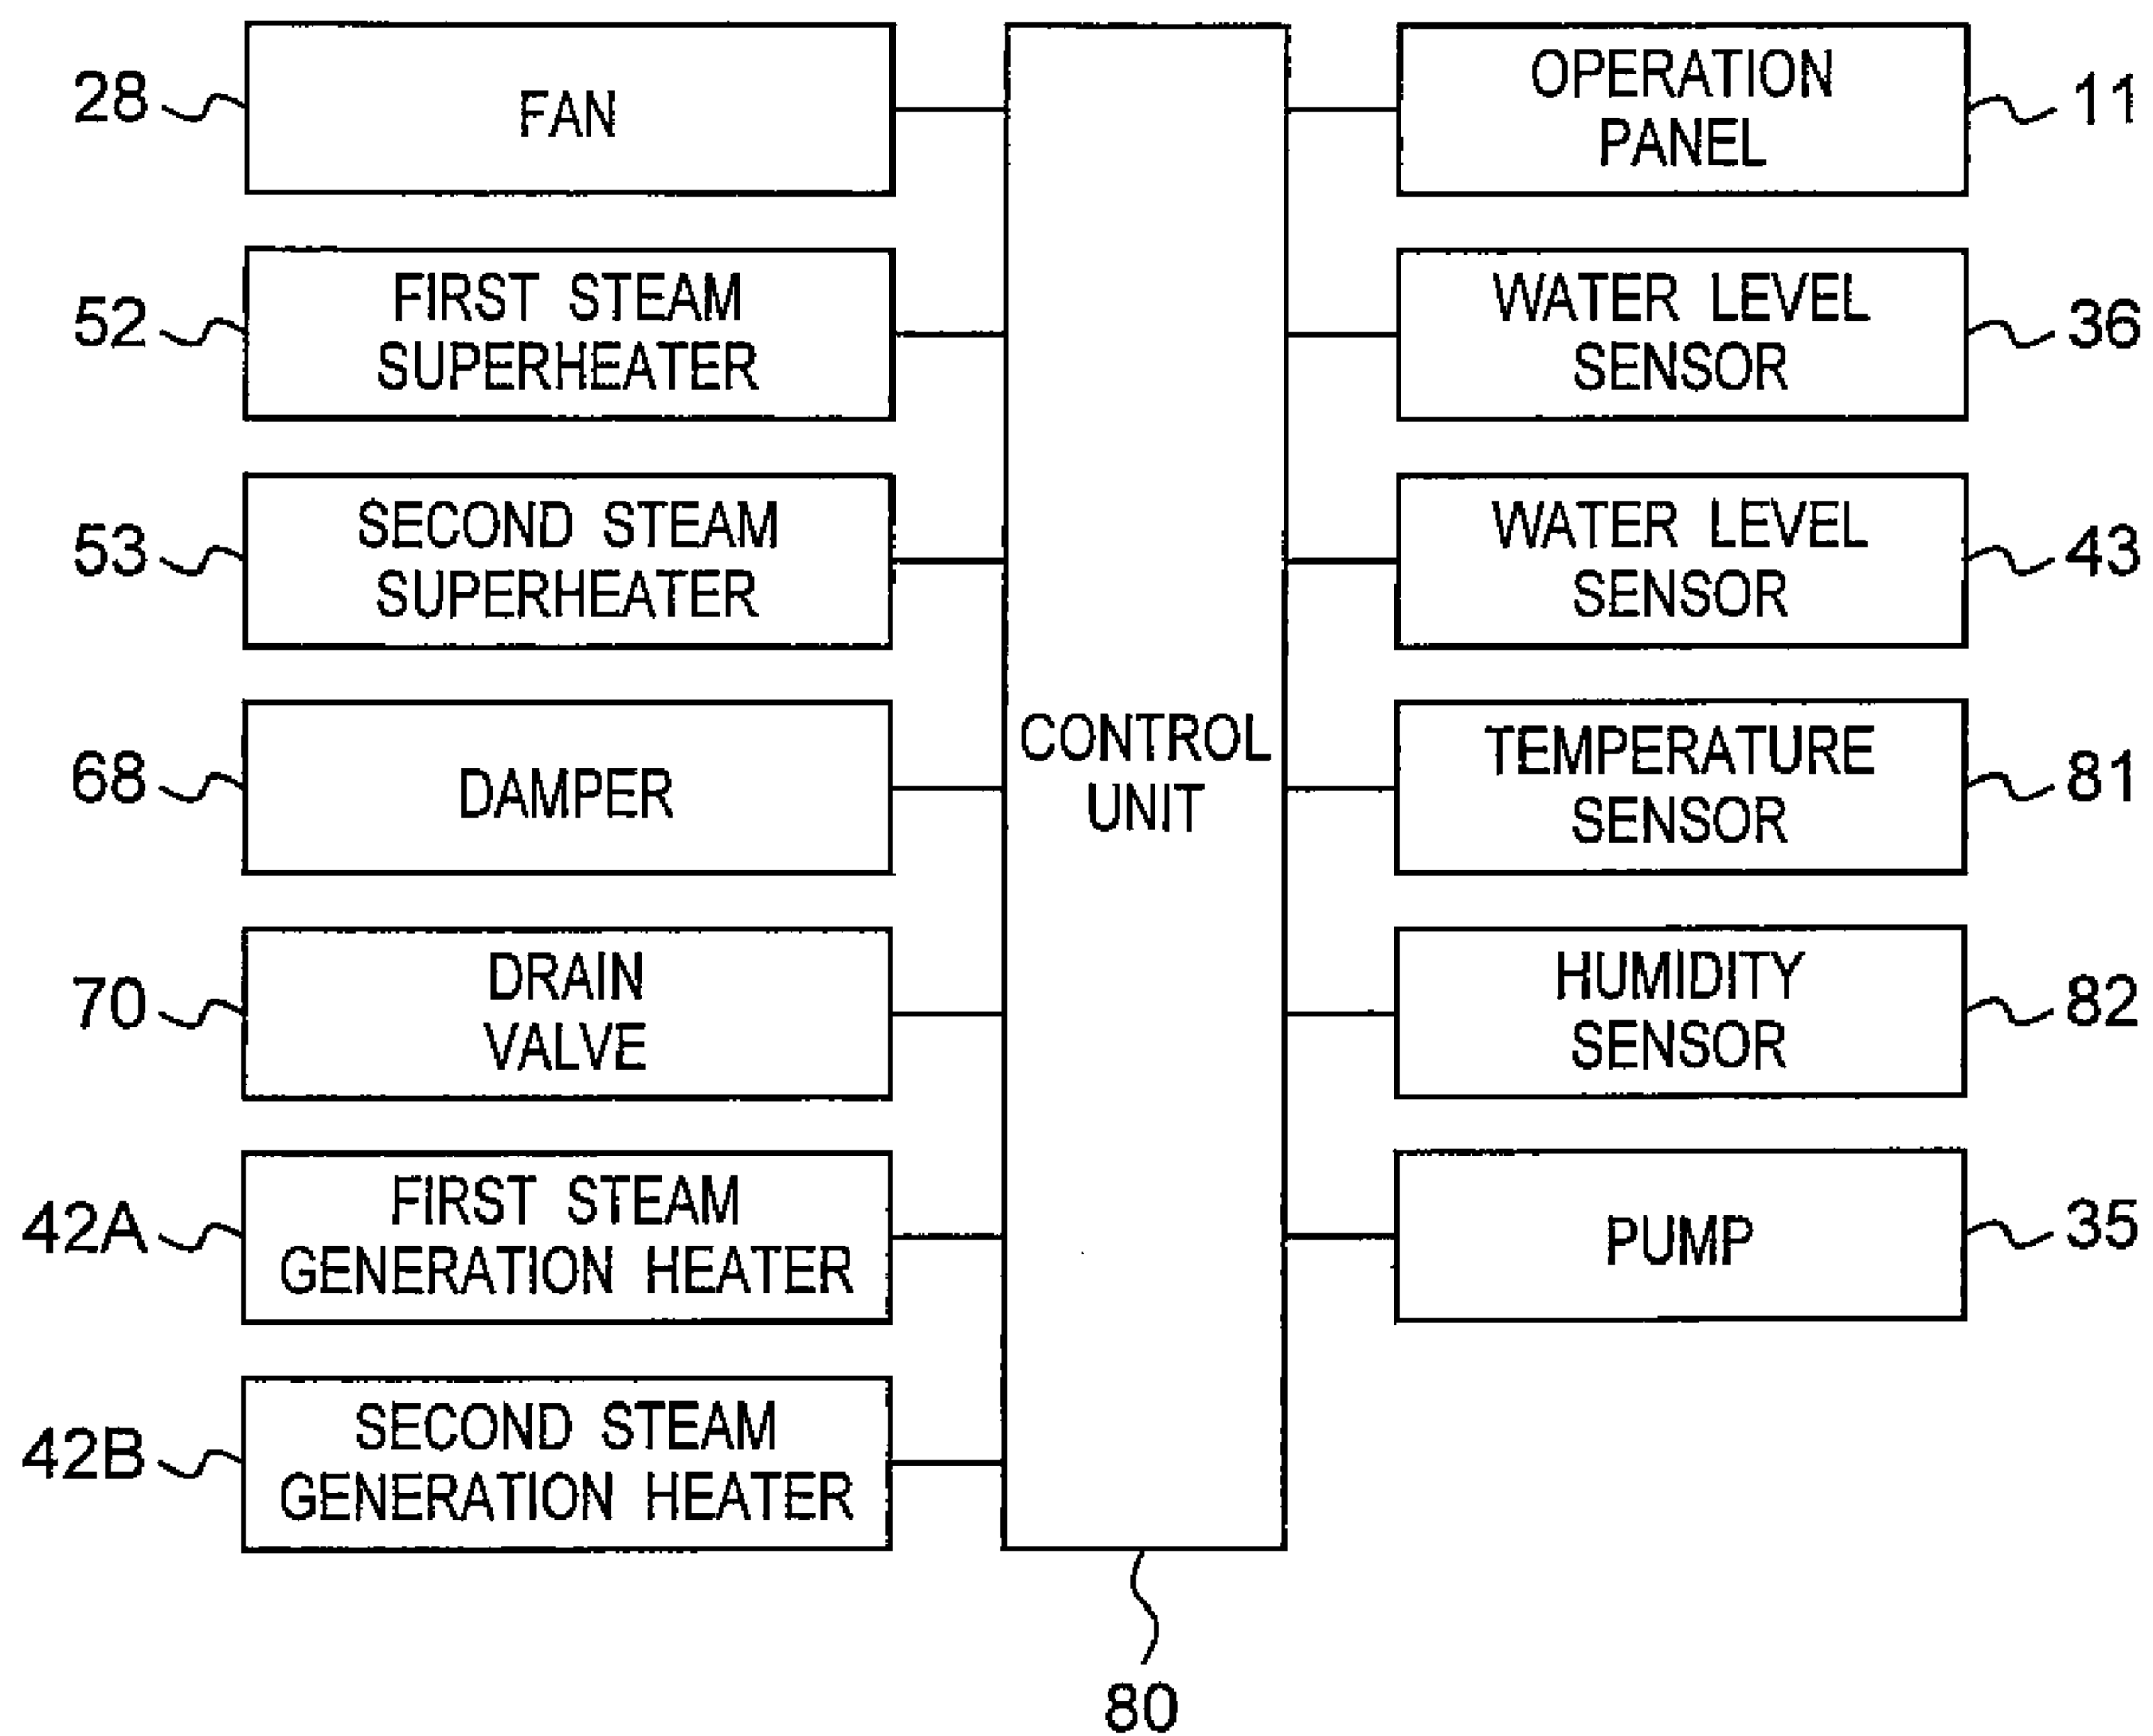 28
FAN
52
FIRST STEAM
SUPERHEATER
53
SECOND STEAM
SUPERHEATER
68
DAMPER
70
DRAIN
VALVE
42A
FIRST STEAM
GENERATION HEATER
42B
SECOND STEAM
GENERATION HEATER
CONTROL
UNIT
80
OPERATION
PANEL
11
WATER LEVEL
SENSOR
36
WATER LEVEL
SENSOR
43
TEMPERATURE
SENSOR
81
HUMIDITY
SENSOR
82
PUMP
35